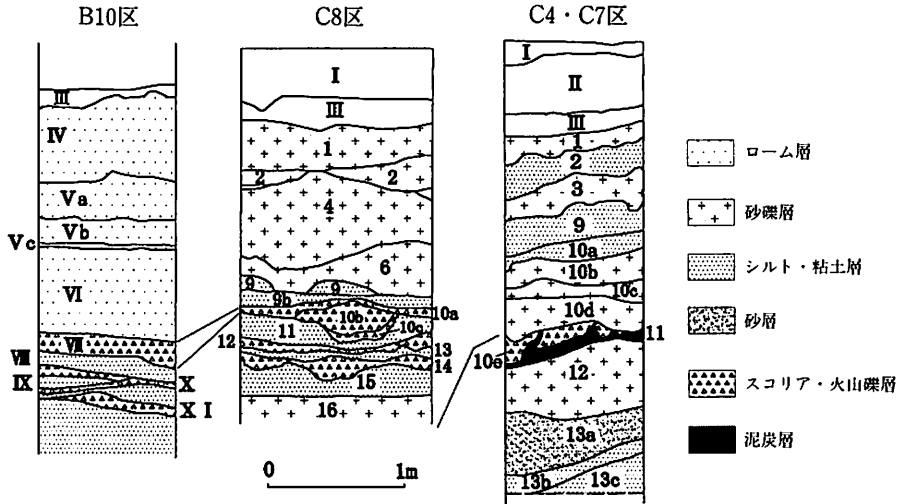 B10区
Ⅲ
Ⅳ
Ⅴa
Ⅴb
Ⅴc
Ⅵ
Ⅶ
Ⅷ
Ⅸ
Ⅹ
ⅩⅠ
C8区
Ⅰ
Ⅲ
1
2
2
4
6
9
9
9b
10a
10b
10c
11
12
13
14
15
16
0 1m
C4・C7区
Ⅰ
Ⅱ
Ⅲ
1
2
3
9
10a
10b
10c
10d
11
10e
12
13a
13b
13c
ローム層
砂礫層
シルト・粘土層
砂層
スコリア・火山礫層
泥炭層